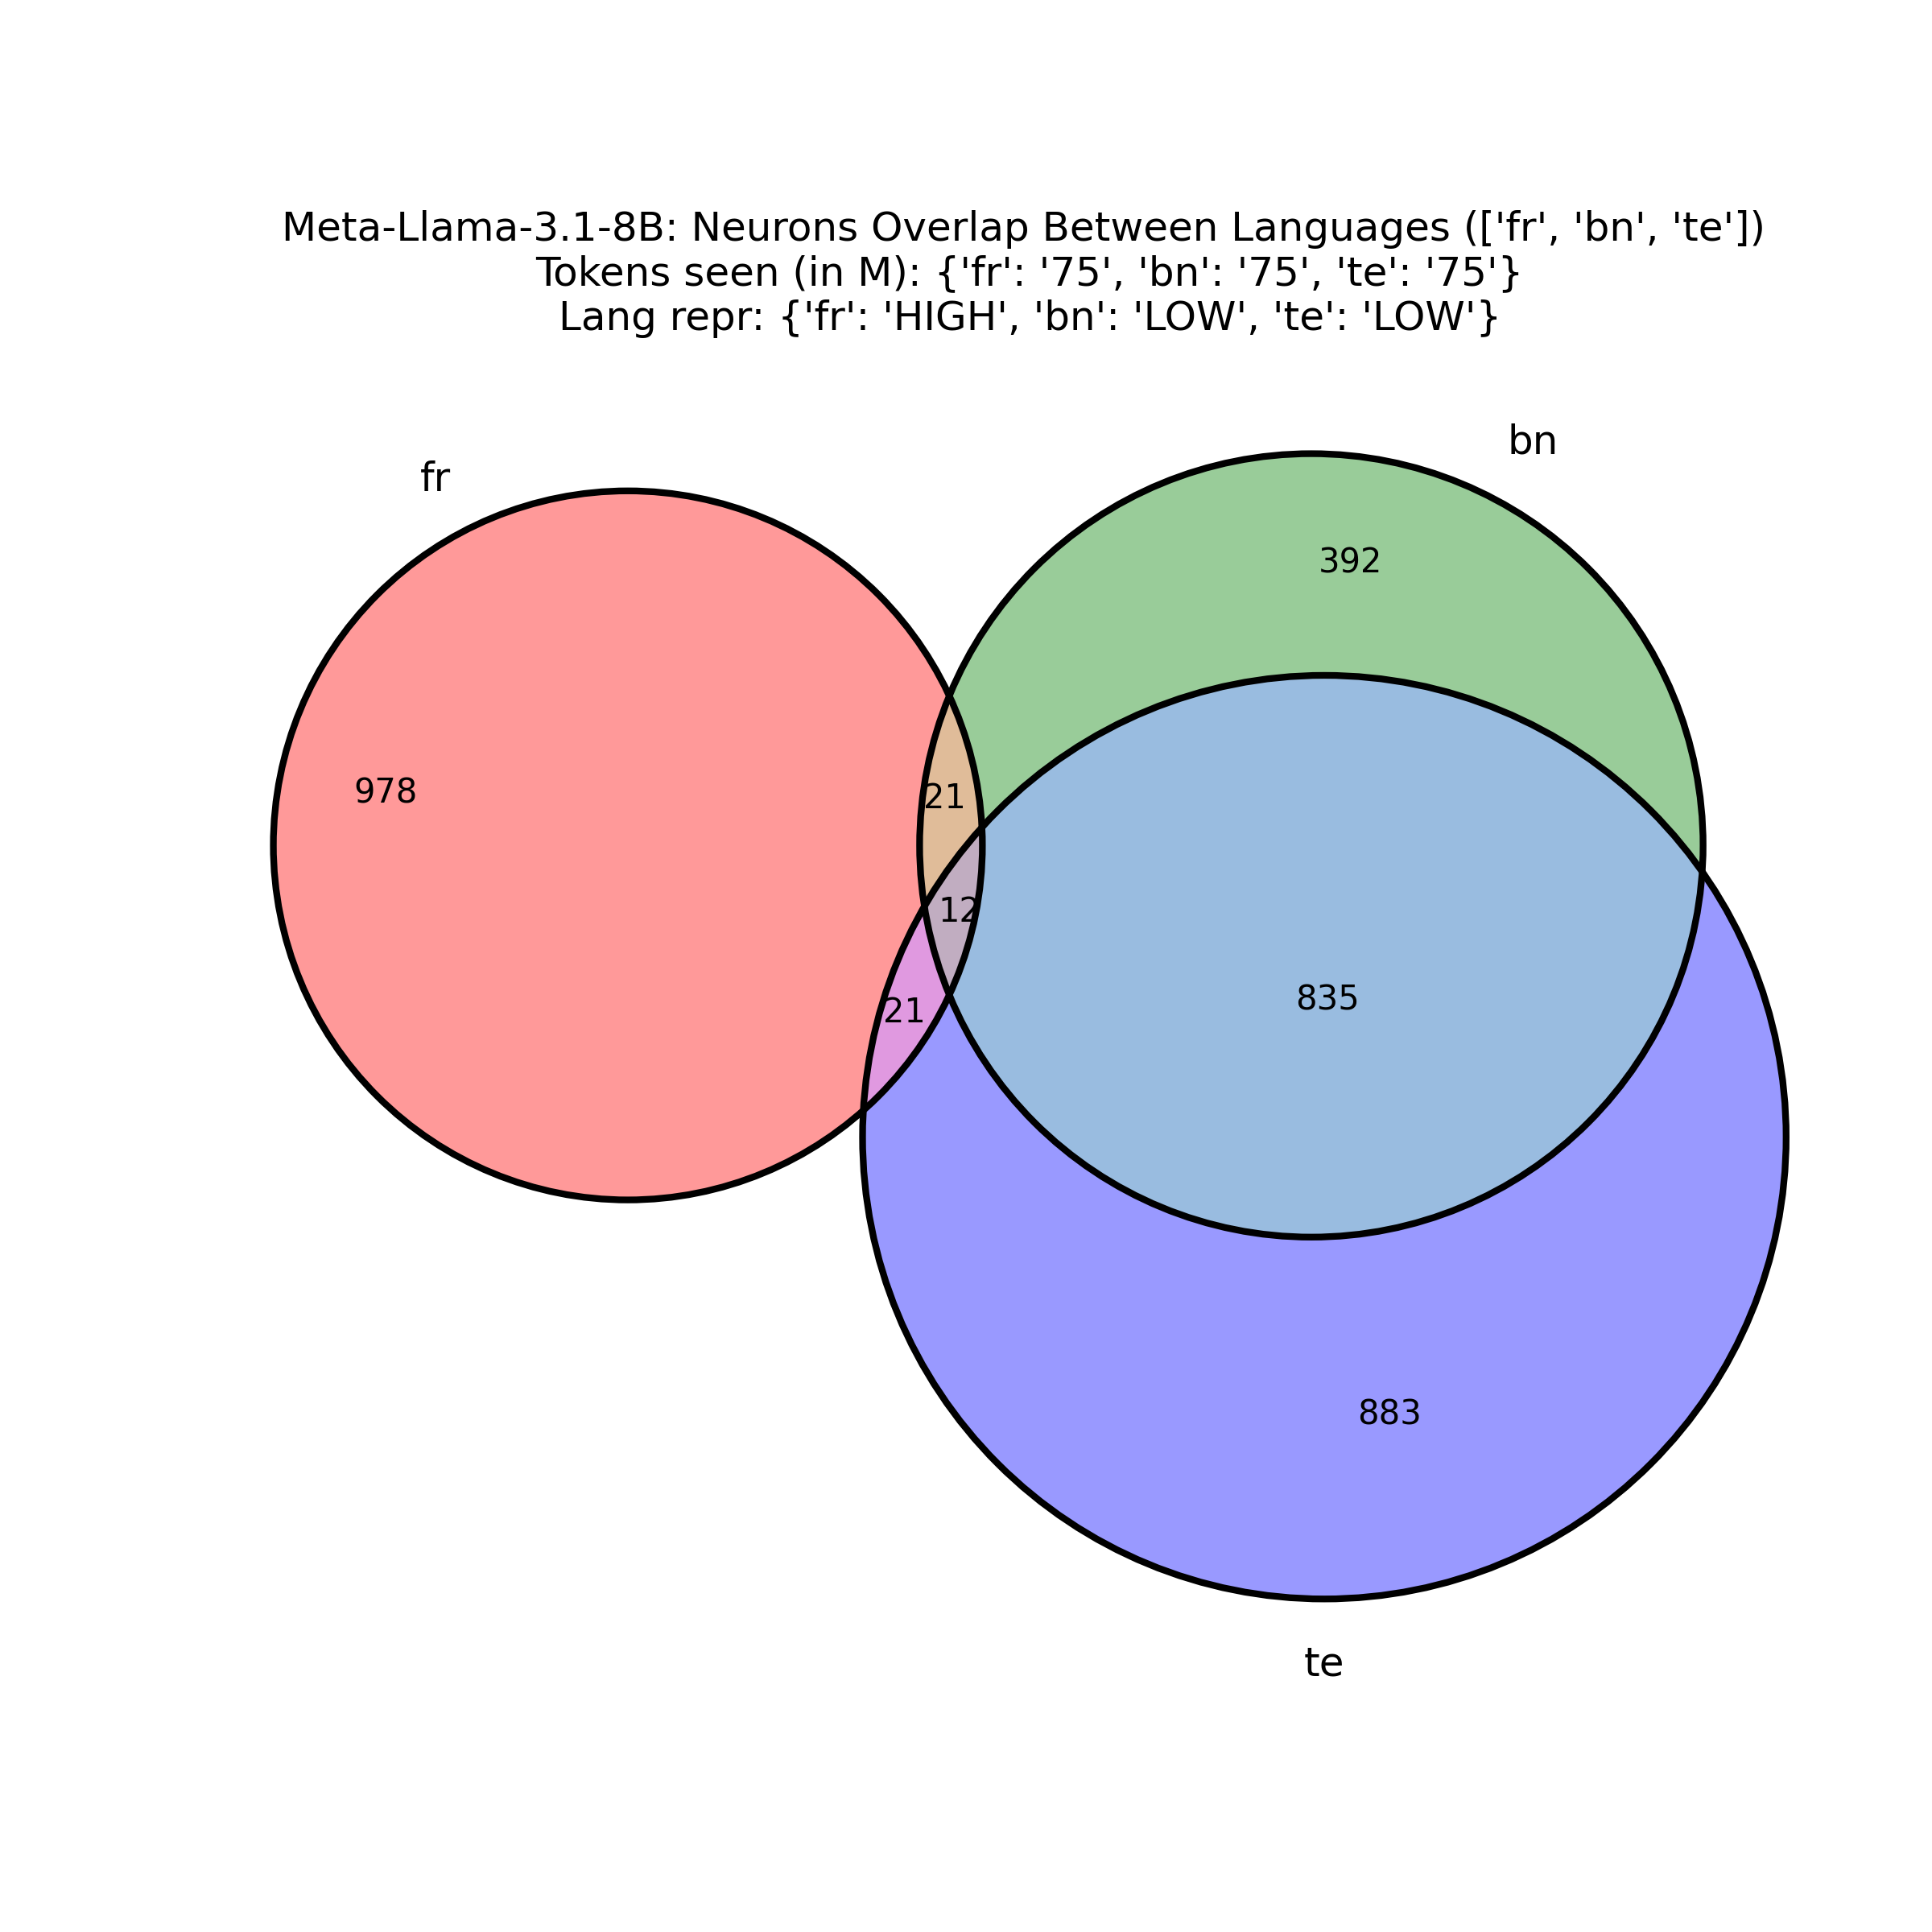 Meta-Llama-3.1-8B: Neurons Overlap Between Languages (['fr', 'bn', 'te'])
Tokens seen (in M): {'fr': '75', 'bn': '75', 'te': '75'}
Lang repr: {'fr': 'HIGH', 'bn': 'LOW', 'te': 'LOW'}
bn
fr
392
978
21
12
835
21
883
te